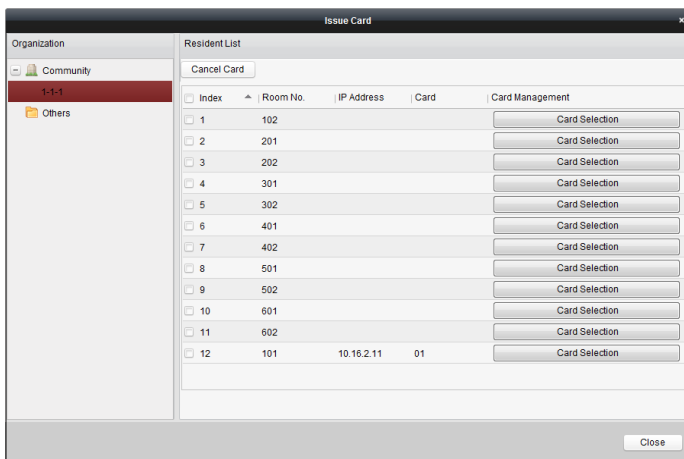 Issue Card ×
Organization
Community
1-1-1
Others
Resident List
Cancel Card
Index Room No. IP Address Card Card Management
1 102 Card Selection
2 201 Card Selection
3 202 Card Selection
4 301 Card Selection
5 302 Card Selection
6 401 Card Selection
7 402 Card Selection
8 501 Card Selection
9 502 Card Selection
10 601 Card Selection
11 602 Card Selection
12 101 10.16.2.11 01 Card Selection
Close